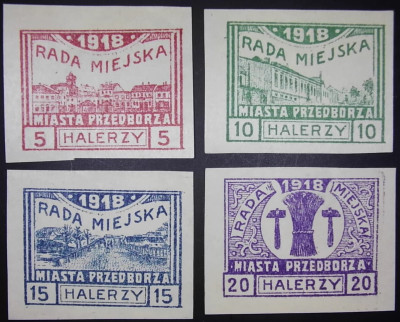 1918
RADA MIEJSKA
MIASTA PRZEDBORZA
5 HALERZY 5
1918
RADA MIEJSKA
MIASTA PRZEDBORZA
10 HALERZY 10
1918
RADA MIEJSKA
MIASTA PRZEDBORZA
15 HALERZY 15
1918
RADA MIEJSKA
MIASTA PRZEDBORZA
20 HALERZY 20